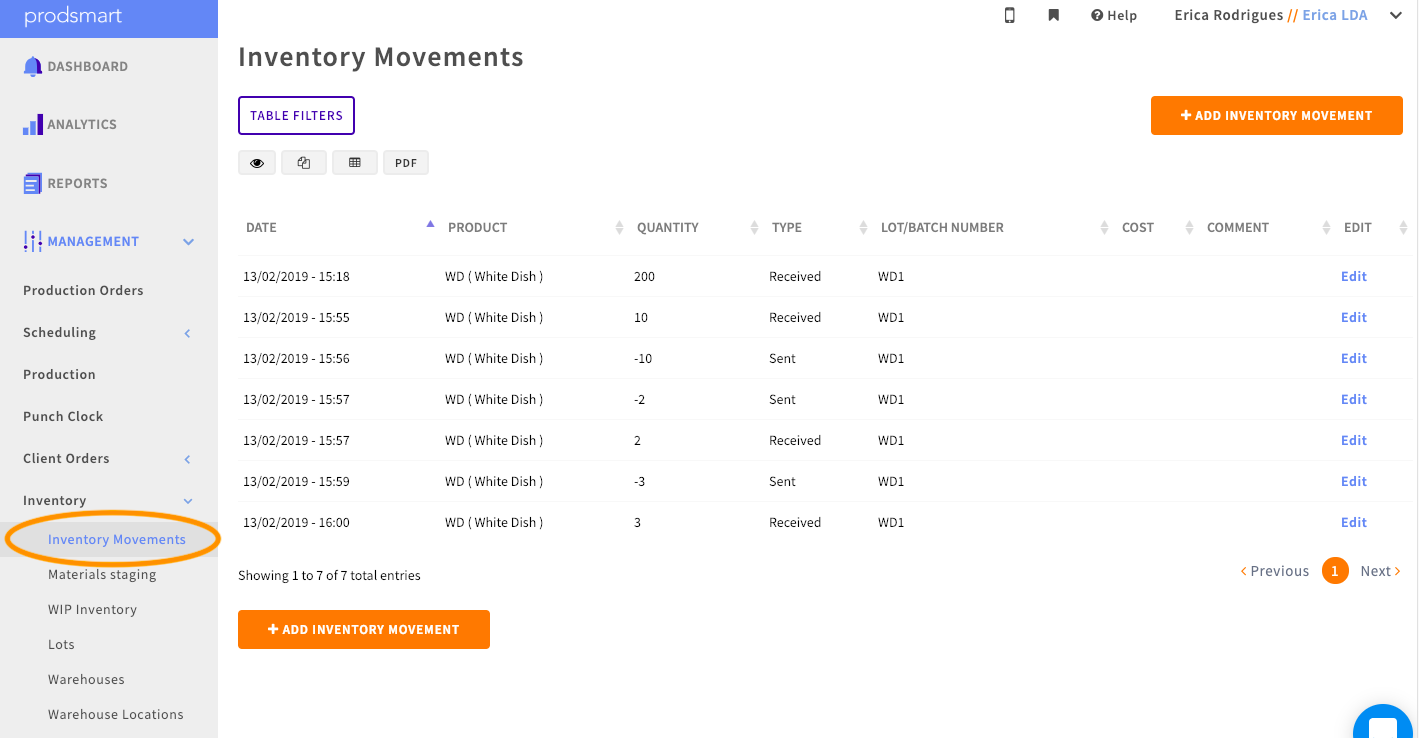 prodsmart
Help
Erica Rodrigues // Erica LDA
DASHBOARD
ANALYTICS
REPORTS
MANAGEMENT
Production Orders
Scheduling
Production
Punch Clock
Client Orders
Inventory
Inventory Movements
Materials staging
WIP Inventory
Lots
Warehouses
Warehouse Locations
Inventory Movements
TABLE FILTERS
+ ADD INVENTORY MOVEMENT
PDF
DATE PRODUCT QUANTITY TYPE LOT/BATCH NUMBER COST COMMENT EDIT
13/02/2019 - 15:18 WD ( White Dish ) 200 Received WD1 Edit
13/02/2019 - 15:55 WD ( White Dish ) 10 Received WD1 Edit
13/02/2019 - 15:56 WD ( White Dish ) -10 Sent WD1 Edit
13/02/2019 - 15:57 WD ( White Dish ) -2 Sent WD1 Edit
13/02/2019 - 15:57 WD ( White Dish ) 2 Received WD1 Edit
13/02/2019 - 15:59 WD ( White Dish ) -3 Sent WD1 Edit
13/02/2019 - 16:00 WD ( White Dish ) 3 Received WD1 Edit
Showing 1 to 7 of 7 total entries
Previous 1 Next
+ ADD INVENTORY MOVEMENT